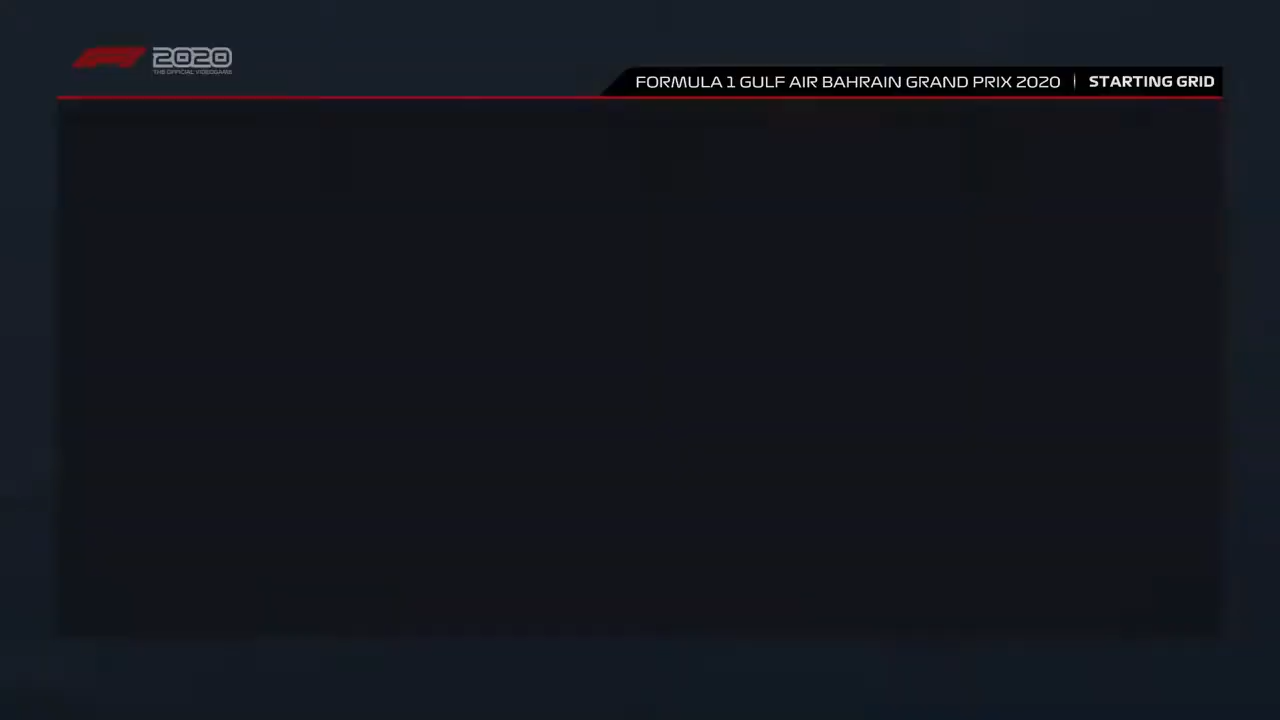 2020
THE OFFICIAL VIDEOGAME
FORMULA 1 GULF AIR BAHRAIN GRAND PRIX 2020 | STARTING GRID